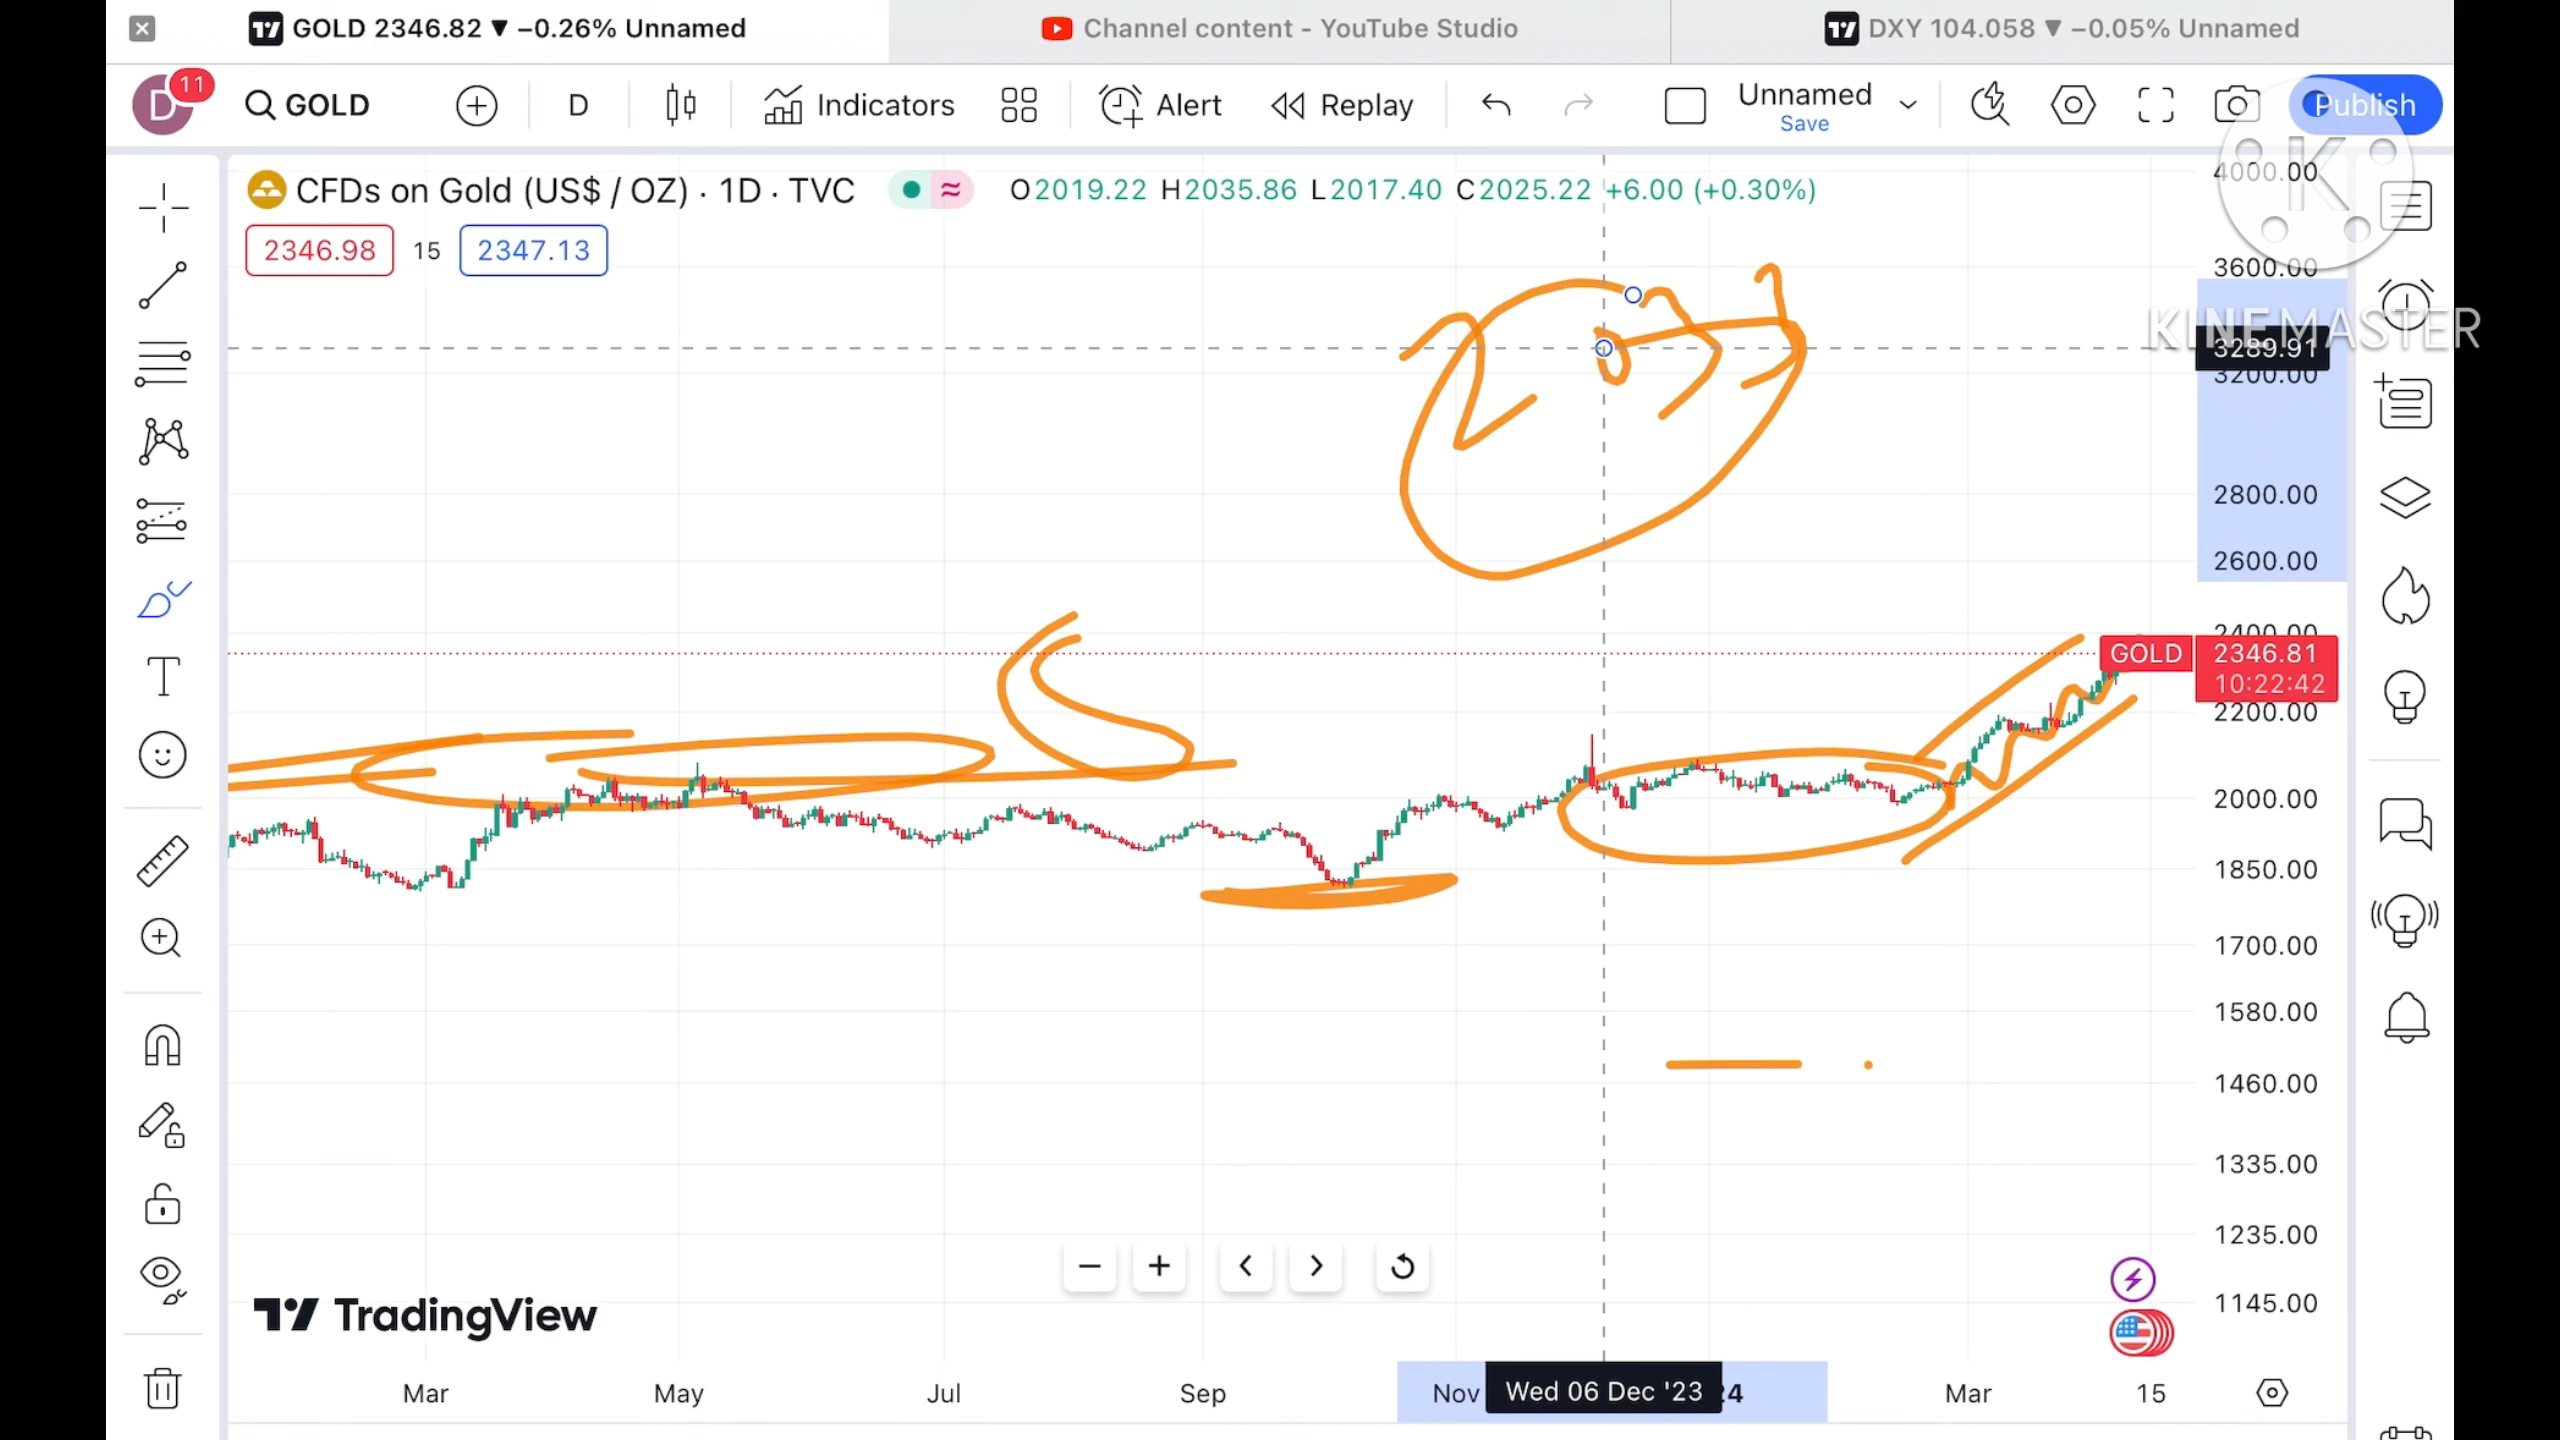 GOLD 2346.82 ▼ −0.26% Unnamed
Channel content - YouTube Studio
DXY 104.058 ▼ −0.05% Unnamed
D 11 GOLD D Indicators Alert Replay Unnamed Publish
Save
CFDs on Gold (US$ / OZ) · 1D · TVC O2019.22 H2035.86 L2017.40 C2025.22 +6.00 (+0.30%)
2346.98 15 2347.13
4000.00
3600.00
KINEMASTER
3289.91
3200.00
2800.00
2600.00
2400.00
GOLD 2346.81
10:22:42
2200.00
2000.00
1850.00
1700.00
1580.00
1460.00
1335.00
1235.00
1145.00
TradingView
Mar May Jul Sep Nov Wed 06 Dec '23 24 Mar 15